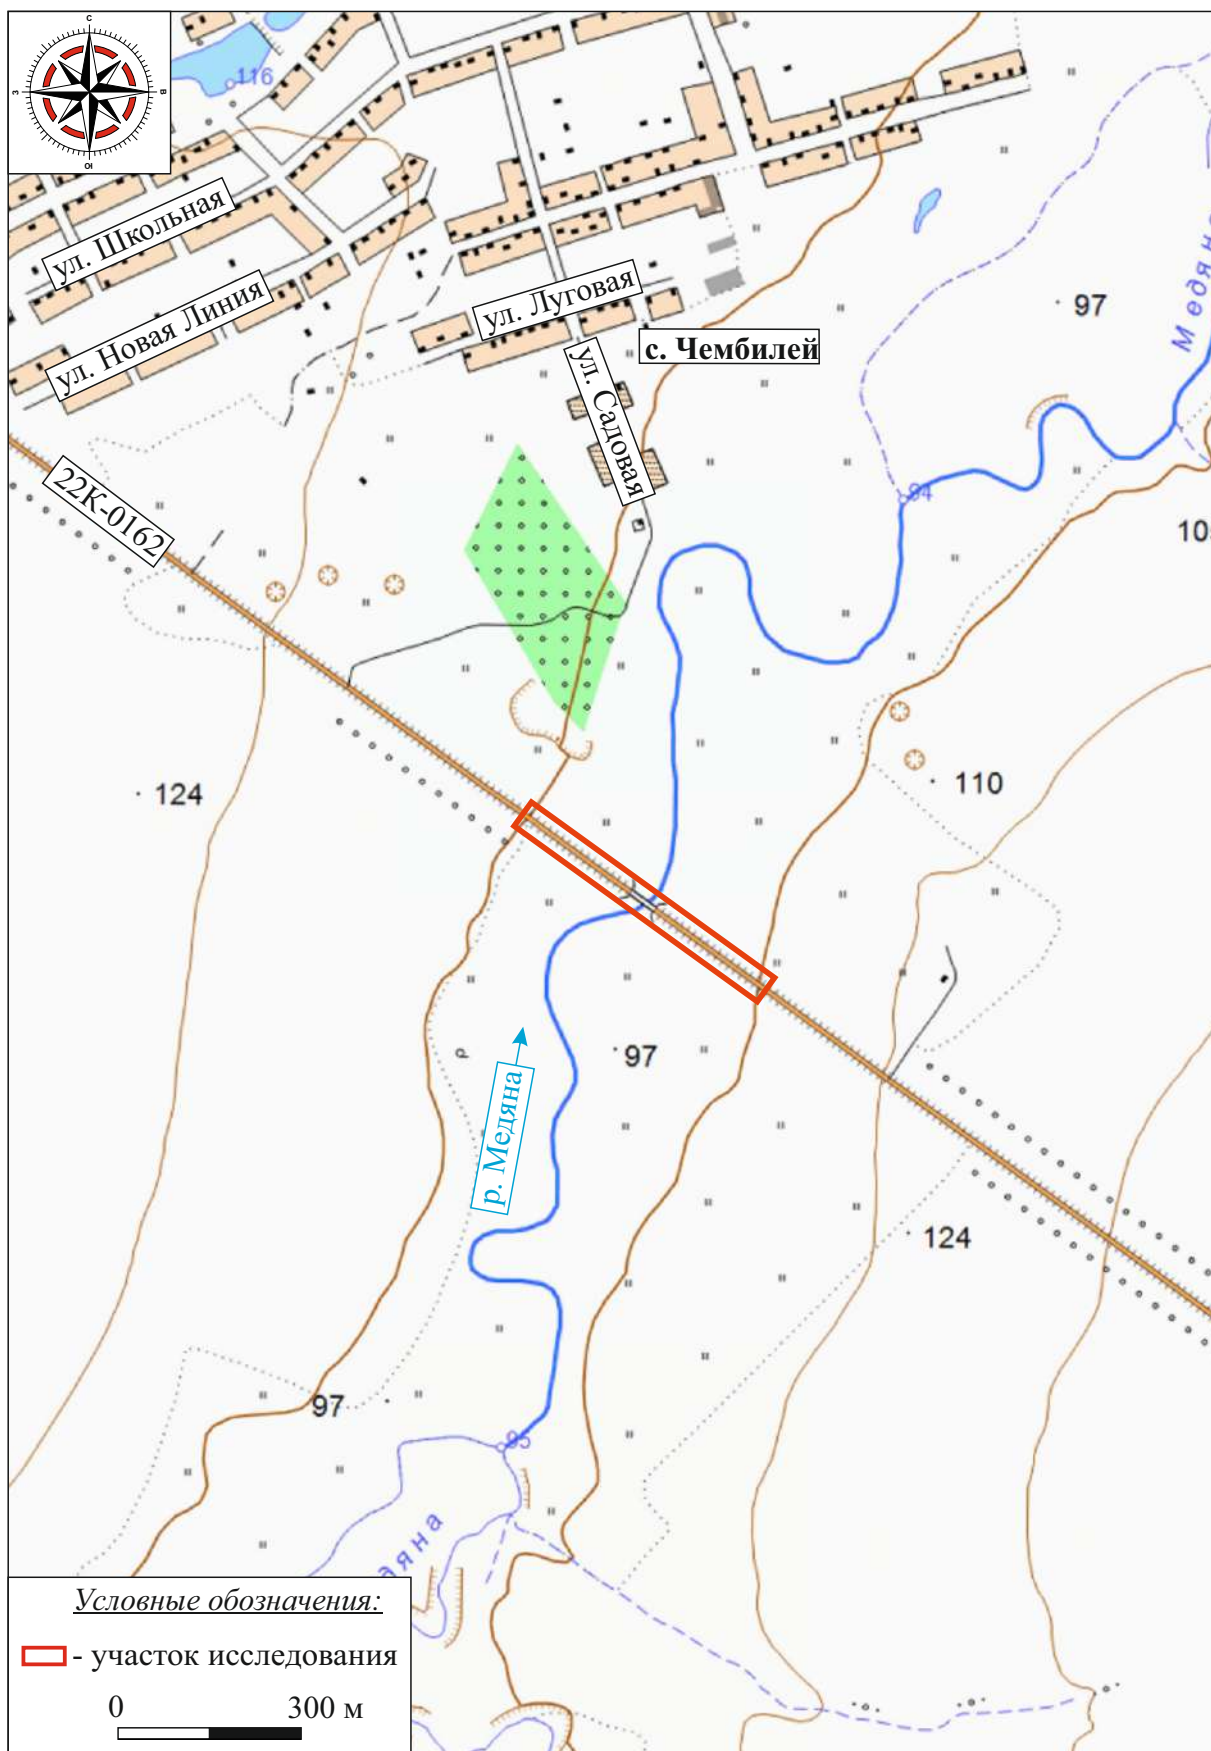 С
З
В
Ю
116
ул. Школьная
ул. Новая Линия
ул. Луговая
с. Чембилей
ул. Садовая
97
Медяна
22К-0162
94
10
124
110
р. Медяна
97
124
97
95
дяна
Условные обозначения:
- участок исследования
0 300 м